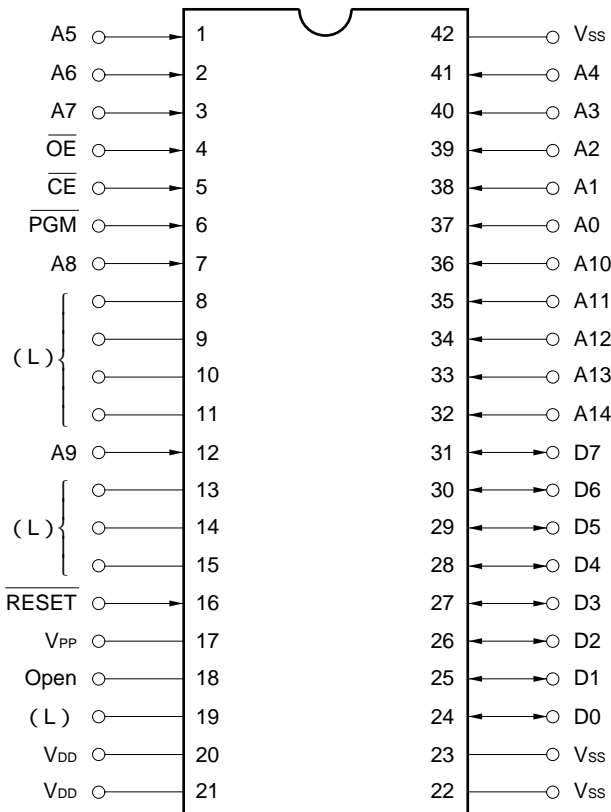 A5 1 42 VSS
A6 2 41 A4
A7 3 40 A3
OE 4 39 A2
CE 5 38 A1
PGM 6 37 A0
A8 7 36 A10
8 35 A11
9 34 A12
(L)
10 33 A13
11 32 A14
A9 12 31 D7
13 30 D6
(L) 14 29 D5
15 28 D4
RESET 16 27 D3
VPP 17 26 D2
Open 18 25 D1
(L) 19 24 D0
VDD 20 23 VSS
VDD 21 22 VSS